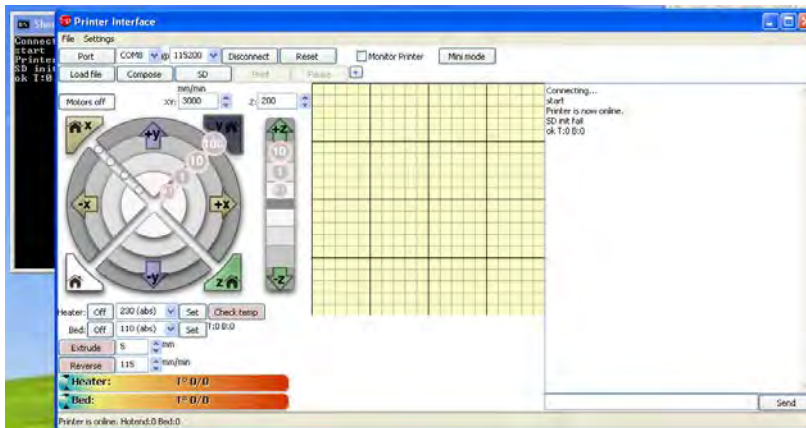 Printer Interface
File Settings
Port COM8 @ 115200 Disconnect Reset Monitor Printer Mini mode
Load file Compose SD Print Pause +
mm/min
Motors off XY: 3000 Z: 200
Connect
start
Printe
SD ini
ok T:0
Connecting...
start
Printer is now online.
SD init fail
ok T:0 B:0
X Y
+y +Z
100
10 10
1 1
-X +X
-y -Z
Z
Heater: Off 230 (abs) Set Check temp
Bed: Off 110 (abs) Set T:0 B:0
Extrude 5 mm
Reverse 115 mm/min
Heater: T° 0/0
Bed: T° 0/0
Send
Printer is online. Hotend:0 Bed:0